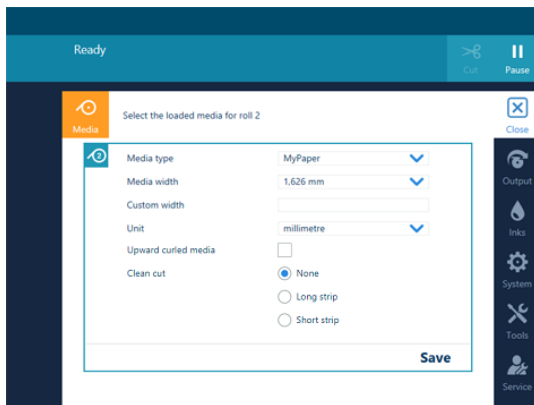 Ready
Cut
Pause
Media
Select the loaded media for roll 2
Close
2
Media type MyPaper
Media width 1,626 mm
Custom width
Unit millimetre
Upward curled media
Clean cut None
Long strip
Short strip
Save
Output
Inks
System
Tools
Service